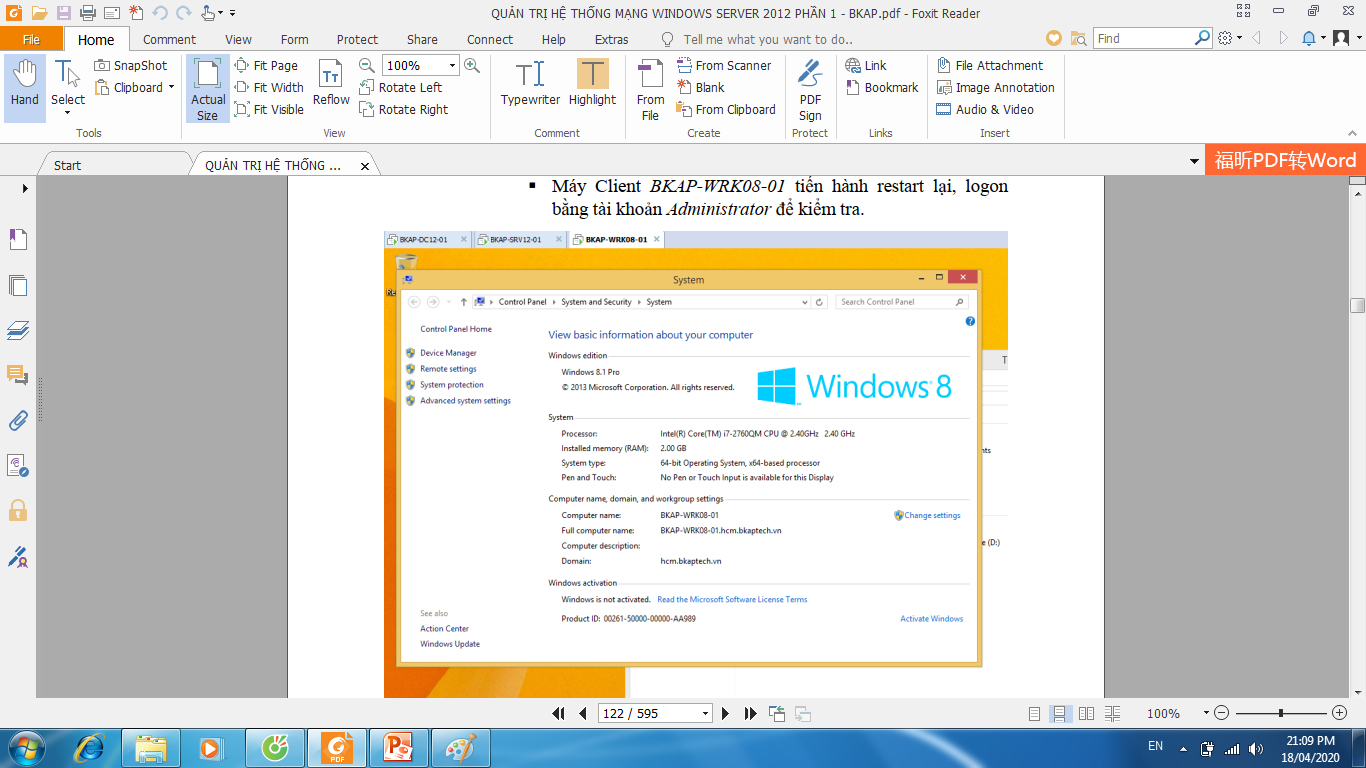 QUẢN TRỊ HỆ THỐNG MẠNG WINDOWS SERVER 2012 PHẦN 1 - BKAP.pdf - Foxit Reader
File Home Comment View Form Protect Share Connect Help Extras Tell me what you want to do.. Find
Hand
Select
SnapShot
Clipboard
Tools
Actual Size
Fit Page
Fit Width
Fit Visible
Reflow
100%
Rotate Left
Rotate Right
View
Typewriter
Highlight
Comment
From File
From Scanner
Blank
From Clipboard
Create
PDF Sign
Protect
Link
Bookmark
Links
File Attachment
Image Annotation
Audio & Video
Insert
Start
QUẢN TRỊ HỆ THỐNG ...
福昕PDF转Word
▪ Máy Client BKAP-WRK08-01 tiến hành restart lại, logon
bằng tài khoản Administrator để kiểm tra.
BKAP-DC12-01 BKAP-SRV12-01 BKAP-WRK08-01
System
Control Panel System and Security System
Search Control Panel
Control Panel Home
Device Manager
Remote settings
System protection
Advanced system settings
See also
Action Center
Windows Update
View basic information about your computer
Windows edition
Windows 8.1 Pro
© 2013 Microsoft Corporation. All rights reserved.
Windows 8
System
Processor: Intel(R) Core(TM) i7-2760QM CPU @ 2.40GHz 2.40 GHz
Installed memory (RAM): 2.00 GB
System type: 64-bit Operating System, x64-based processor
Pen and Touch: No Pen or Touch Input is available for this Display
Computer name, domain, and workgroup settings
Computer name: BKAP-WRK08-01
Change settings
Full computer name: BKAP-WRK08-01.hcm.bkaptech.vn
Computer description:
Domain: hcm.bkaptech.vn
Windows activation
Windows is not activated. Read the Microsoft Software License Terms
Product ID: 00261-50000-00000-AA989
Activate Windows
e (D:)
122 / 595
100%
PDF
EN
21:09 PM
18/04/2020